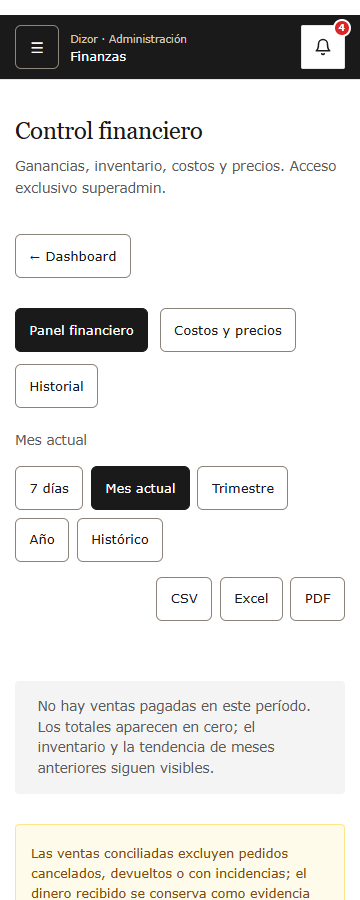 ☰
Dizor · Administración
Finanzas
4
Control financiero
Ganancias, inventario, costos y precios. Acceso
exclusivo superadmin.
← Dashboard
Panel financiero
Costos y precios
Historial
Mes actual
7 días
Mes actual
Trimestre
Año
Histórico
CSV
Excel
PDF
No hay ventas pagadas en este período.
Los totales aparecen en cero; el
inventario y la tendencia de meses
anteriores siguen visibles.
Las ventas conciliadas excluyen pedidos
cancelados, devueltos o con incidencias; el
dinero recibido se conserva como evidencia